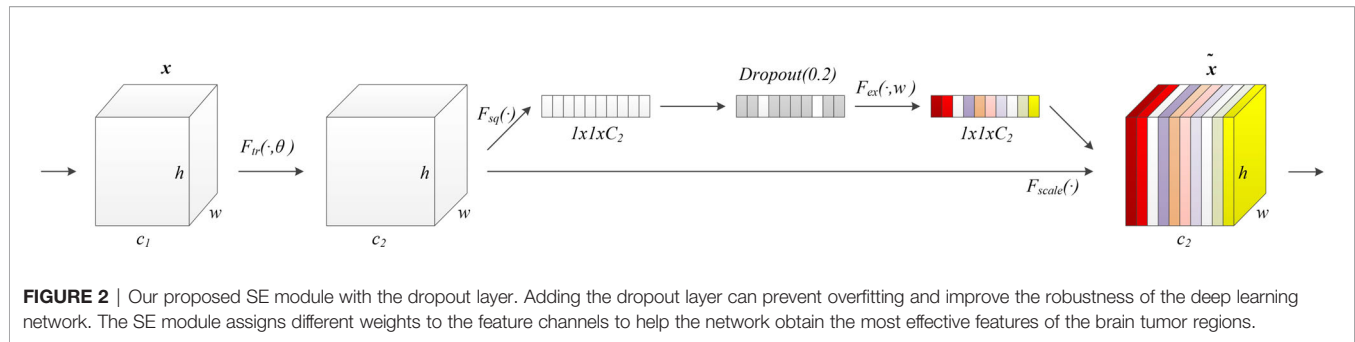 x
F_tr(·,θ)
h
w
c_1
h
w
c_2
F_sq(·)
1x1xC_2
Dropout(0.2)
F_ex(·,w)
1x1xC_2
F_scale(·)
x̃
h
w
c_2
FIGURE 2 | Our proposed SE module with the dropout layer. Adding the dropout layer can prevent overfitting and improve the robustness of the deep learning
network. The SE module assigns different weights to the feature channels to help the network obtain the most effective features of the brain tumor regions.